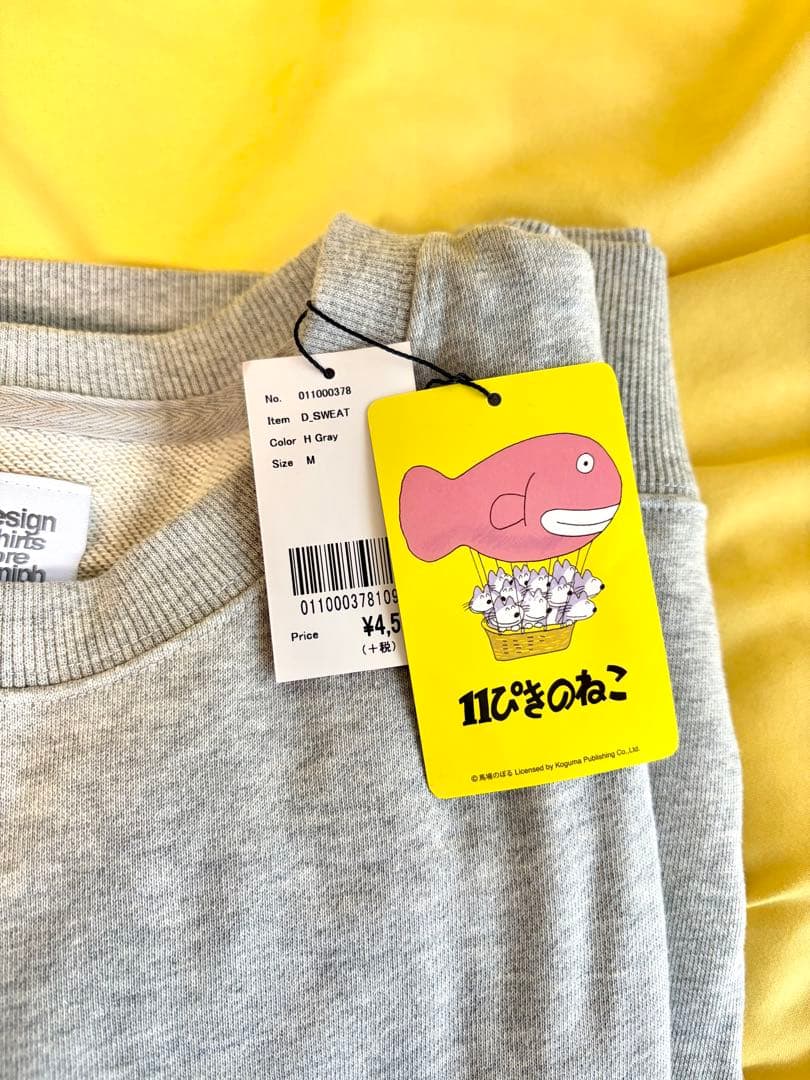 esign
hirts
ore
niph
No. 011000378
Item D_SWEAT
Color H Gray
Size M
011000378109
Price ¥4,5
(+税)
11ぴきのねこ
©馬場のぼる Licensed by Koguma Publishing Co.,Ltd.